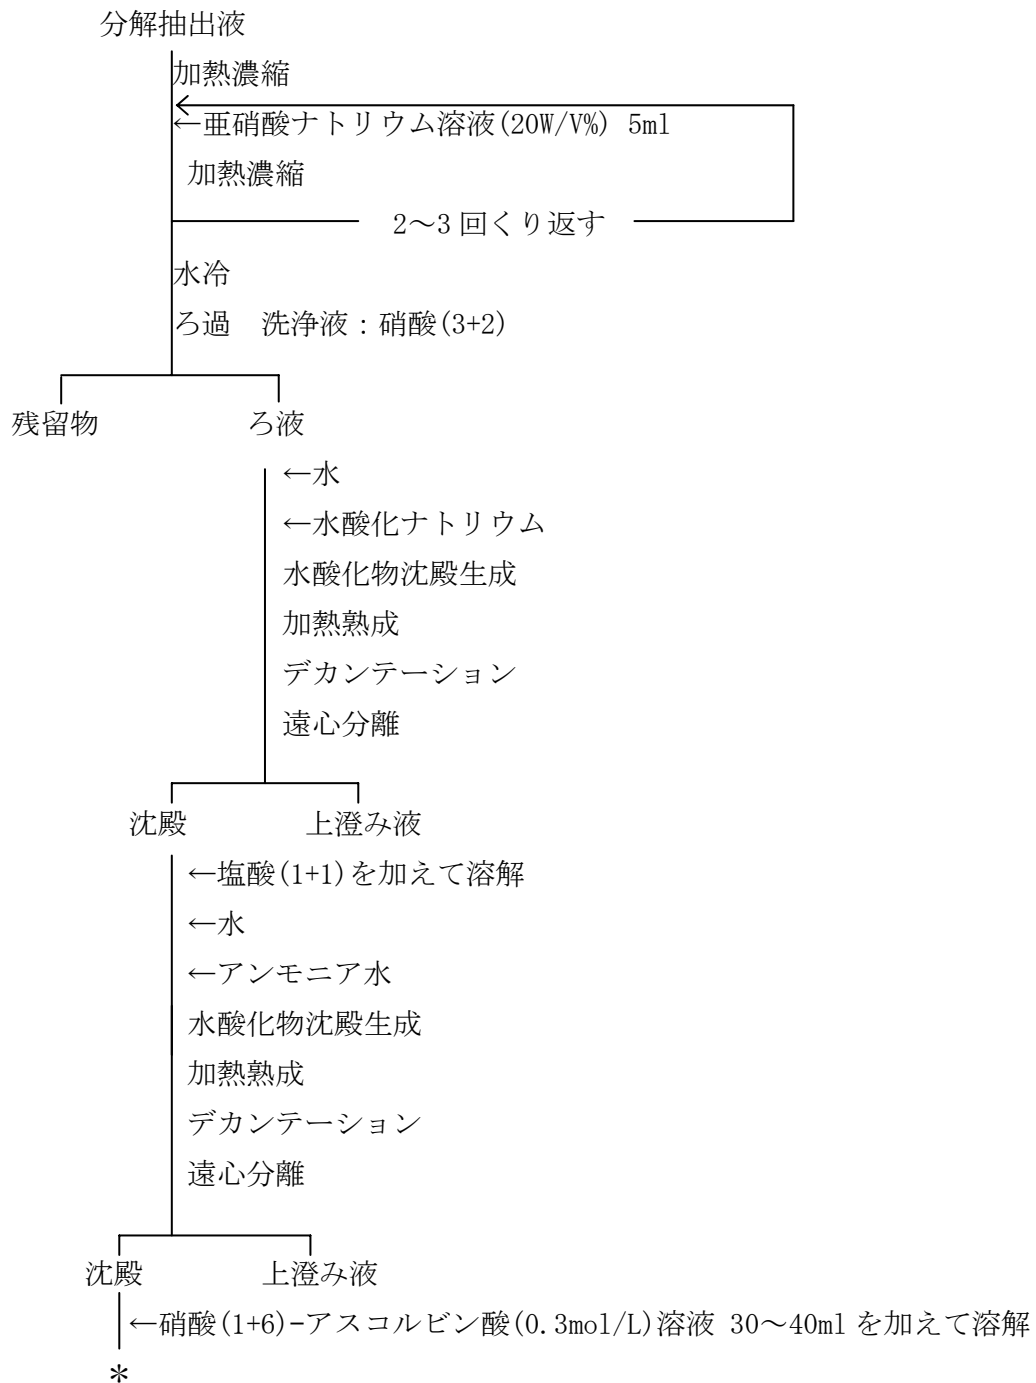 分解抽出液
加熱濃縮
←亜硝酸ナトリウム溶液(20W/V%) 5ml
加熱濃縮
2～3回くり返す
水冷
ろ過　洗浄液：硝酸(3+2)
残留物　ろ液
←水
←水酸化ナトリウム
水酸化物沈殿生成
加熱熟成
デカンテーション
遠心分離
沈殿　上澄み液
←塩酸(1+1)を加えて溶解
←水
←アンモニア水
水酸化物沈殿生成
加熱熟成
デカンテーション
遠心分離
沈殿　上澄み液
←硝酸(1+6)-アスコルビン酸(0.3mol/L)溶液 30～40mlを加えて溶解
＊